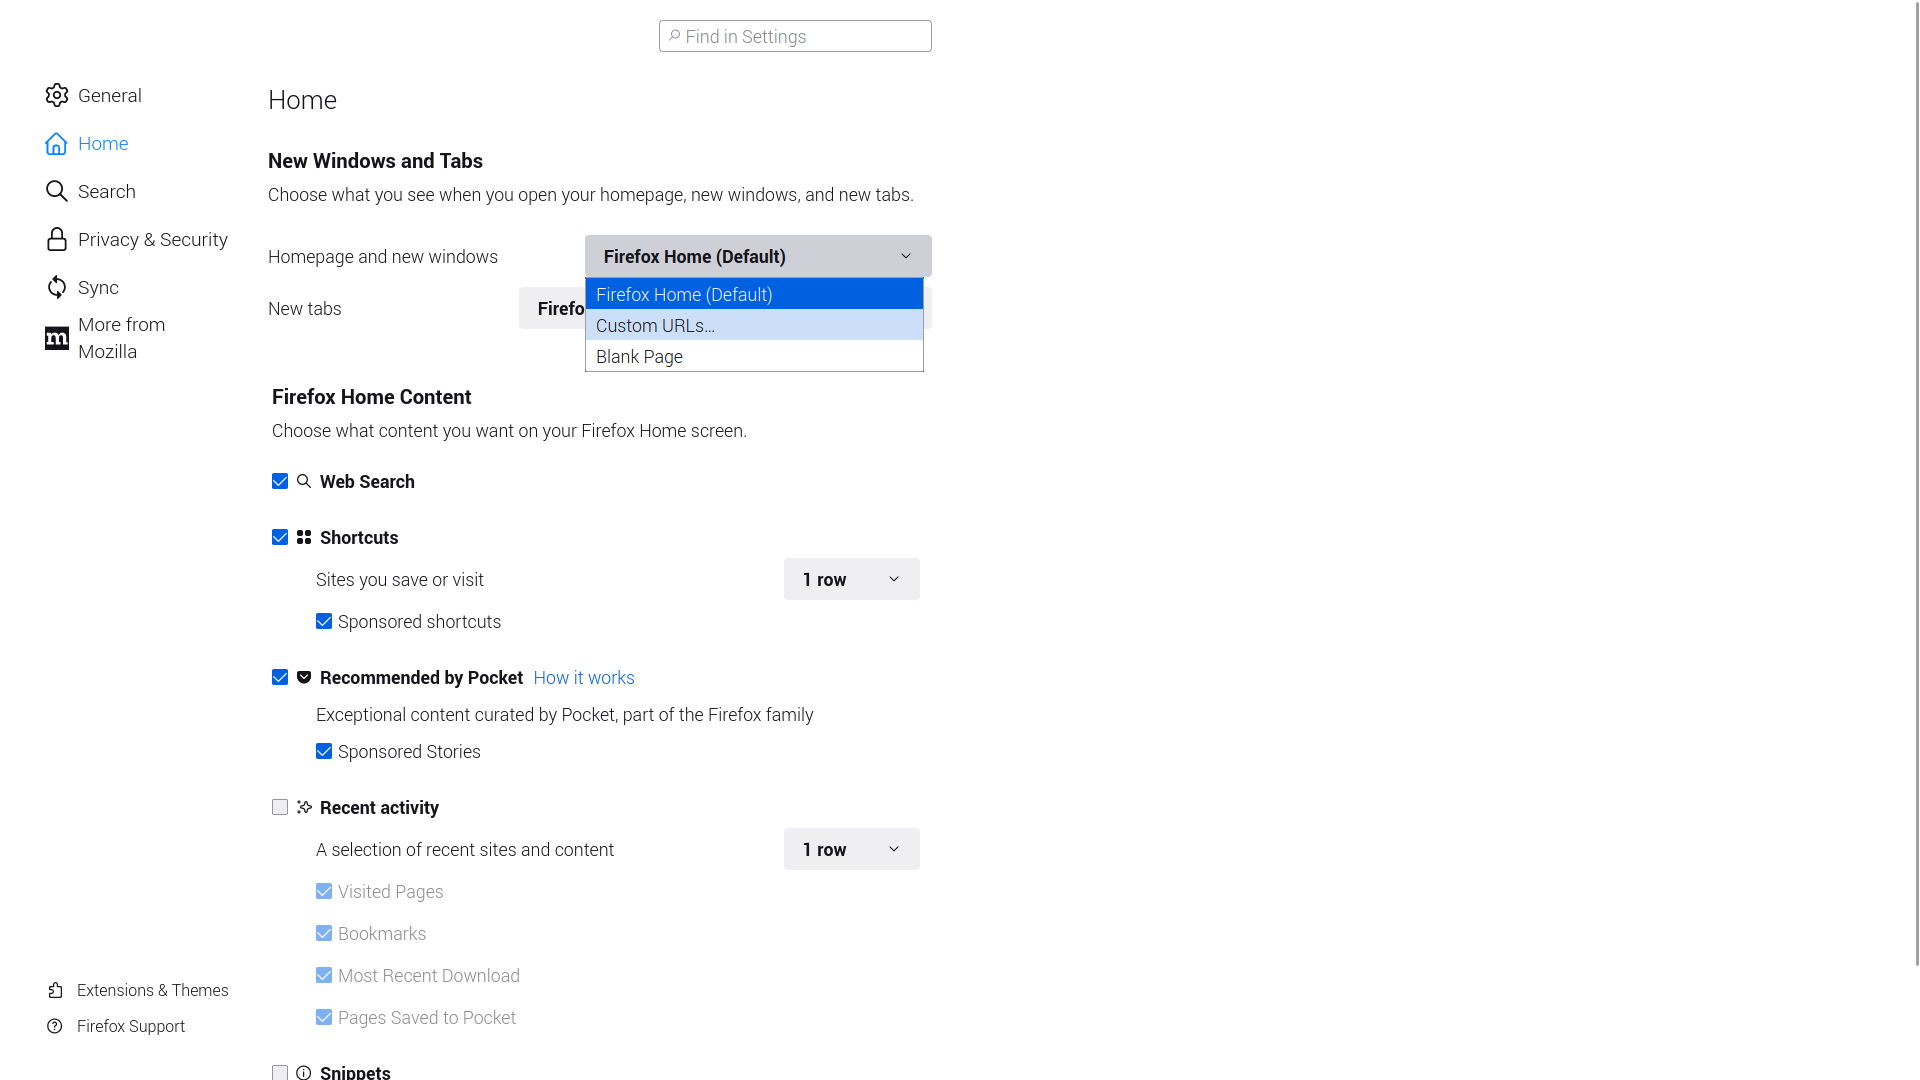 Find in Settings
General
Home
Search
Privacy & Security
Sync
m
More from
Mozilla
Extensions & Themes
Firefox Support
Home
New Windows and Tabs
Choose what you see when you open your homepage, new windows, and new tabs.
Homepage and new windows
Firefox Home (Default)
Firefox Home (Default)
Custom URLs...
Blank Page
New tabs
Firefo
Firefox Home Content
Choose what content you want on your Firefox Home screen.
Web Search
Shortcuts
Sites you save or visit
1 row
Sponsored shortcuts
Recommended by Pocket How it works
Exceptional content curated by Pocket, part of the Firefox family
Sponsored Stories
Recent activity
A selection of recent sites and content
1 row
Visited Pages
Bookmarks
Most Recent Download
Pages Saved to Pocket
Snippets